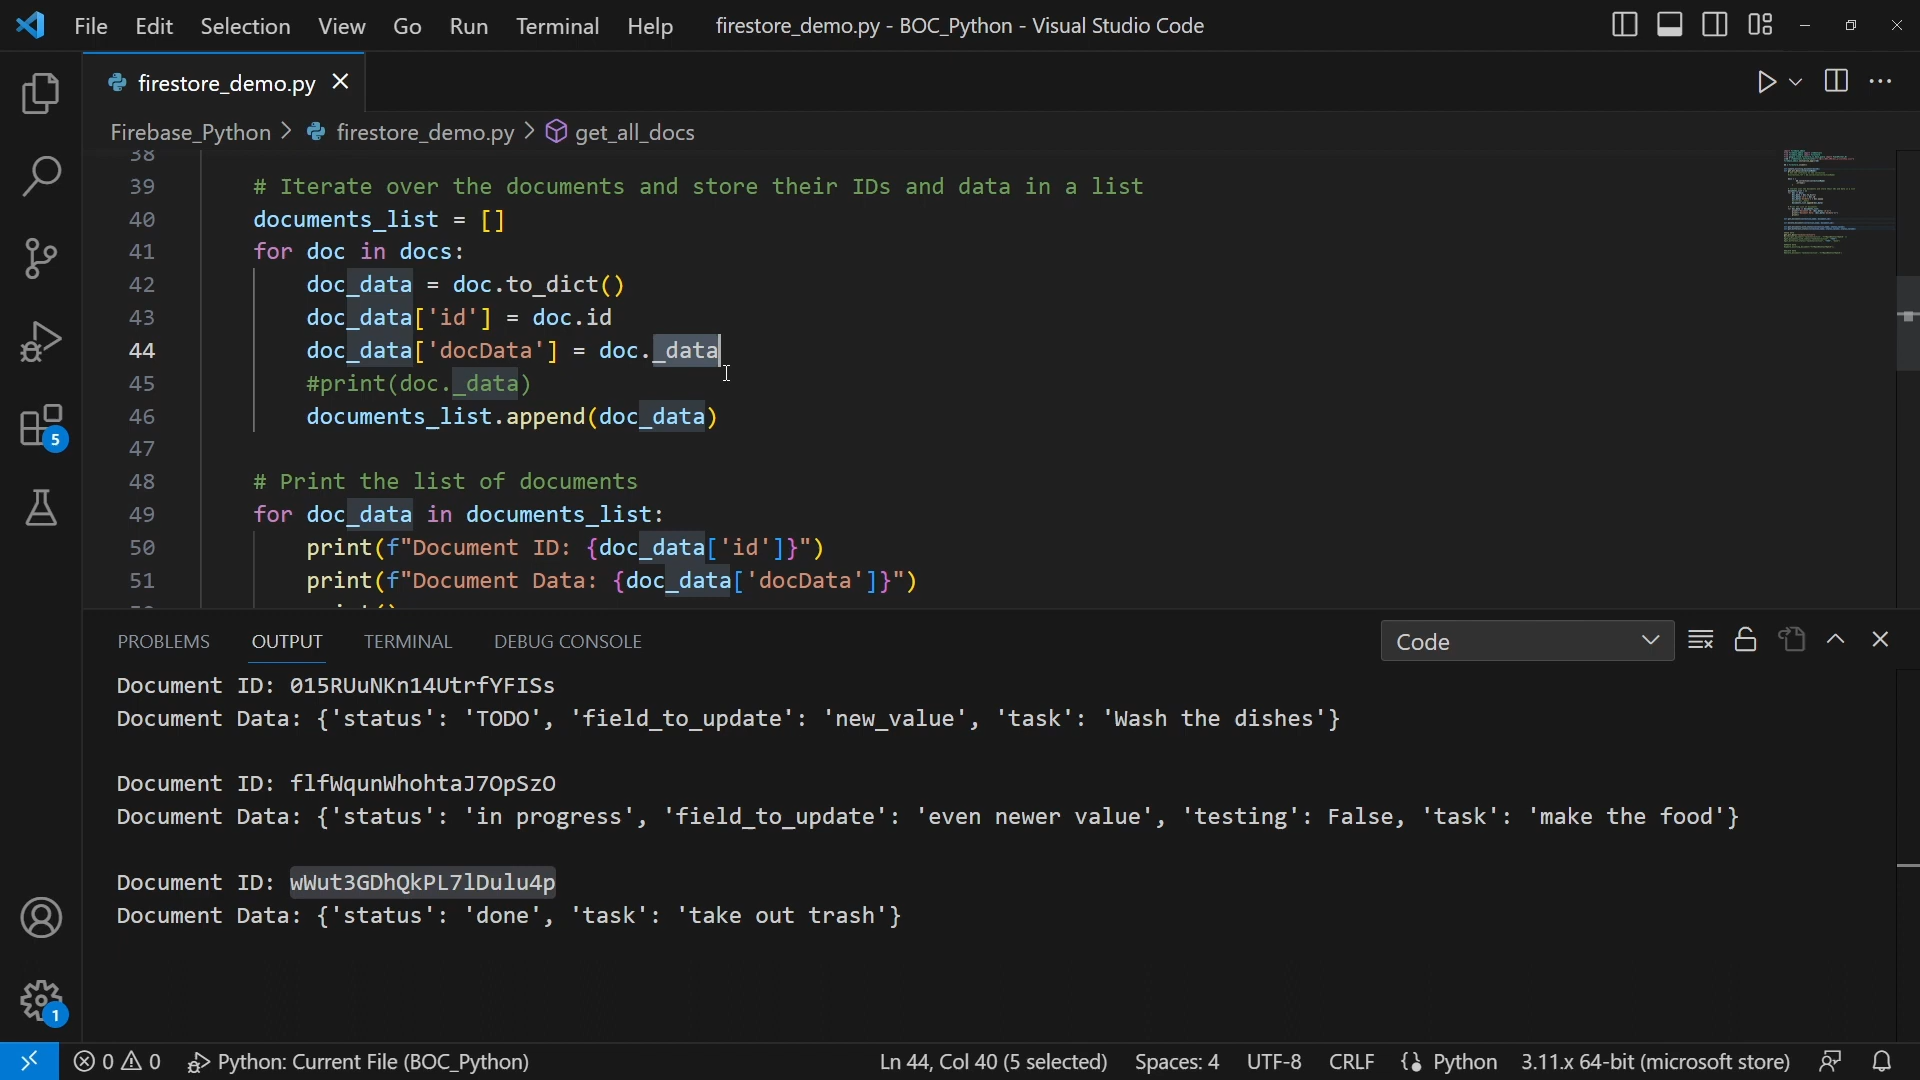 File Edit Selection View Go Run Terminal Help firestore_demo.py - BOC_Python - Visual Studio Code
firestore_demo.py
Firebase_Python > firestore_demo.py > get_all_docs
38
39 # Iterate over the documents and store their IDs and data in a list
40 documents_list = []
41 for doc in docs:
42 doc_data = doc.to_dict()
43 doc_data['id'] = doc.id
44 doc_data['docData'] = doc._data
45 #print(doc._data)
46 documents_list.append(doc_data)
47
48 # Print the list of documents
49 for doc_data in documents_list:
50 print(f"Document ID: {doc_data['id']}")
51 print(f"Document Data: {doc_data['docData']}")
PROBLEMS OUTPUT TERMINAL DEBUG CONSOLE Code
Document ID: 015RUuNKn14UtrfYFISs
Document Data: {'status': 'TODO', 'field_to_update': 'new_value', 'task': 'Wash the dishes'}
Document ID: flfWqunWhohtaJ7OpSzO
Document Data: {'status': 'in progress', 'field_to_update': 'even newer value', 'testing': False, 'task': 'make the food'}
Document ID: wWut3GDhQkPL7lDulu4p
Document Data: {'status': 'done', 'task': 'take out trash'}
5
1
0 0 Python: Current File (BOC_Python) Ln 44, Col 40 (5 selected) Spaces: 4 UTF-8 CRLF Python 3.11.x 64-bit (microsoft store)